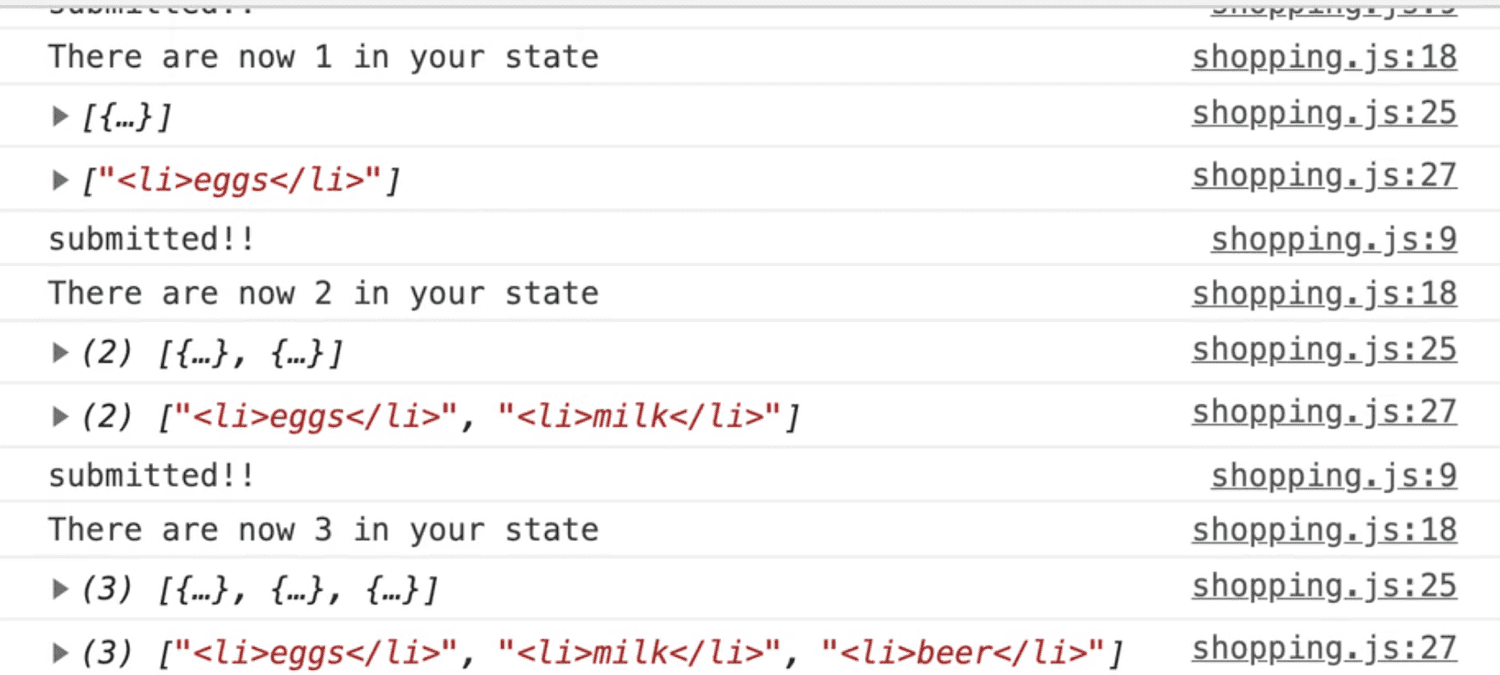 submitted!! shopping.js:9
There are now 1 in your state shopping.js:18
[{…}] shopping.js:25
["<li>eggs</li>"] shopping.js:27
submitted!! shopping.js:9
There are now 2 in your state shopping.js:18
(2) [{…}, {…}] shopping.js:25
(2) ["<li>eggs</li>", "<li>milk</li>"] shopping.js:27
submitted!! shopping.js:9
There are now 3 in your state shopping.js:18
(3) [{…}, {…}, {…}] shopping.js:25
(3) ["<li>eggs</li>", "<li>milk</li>", "<li>beer</li>"] shopping.js:27